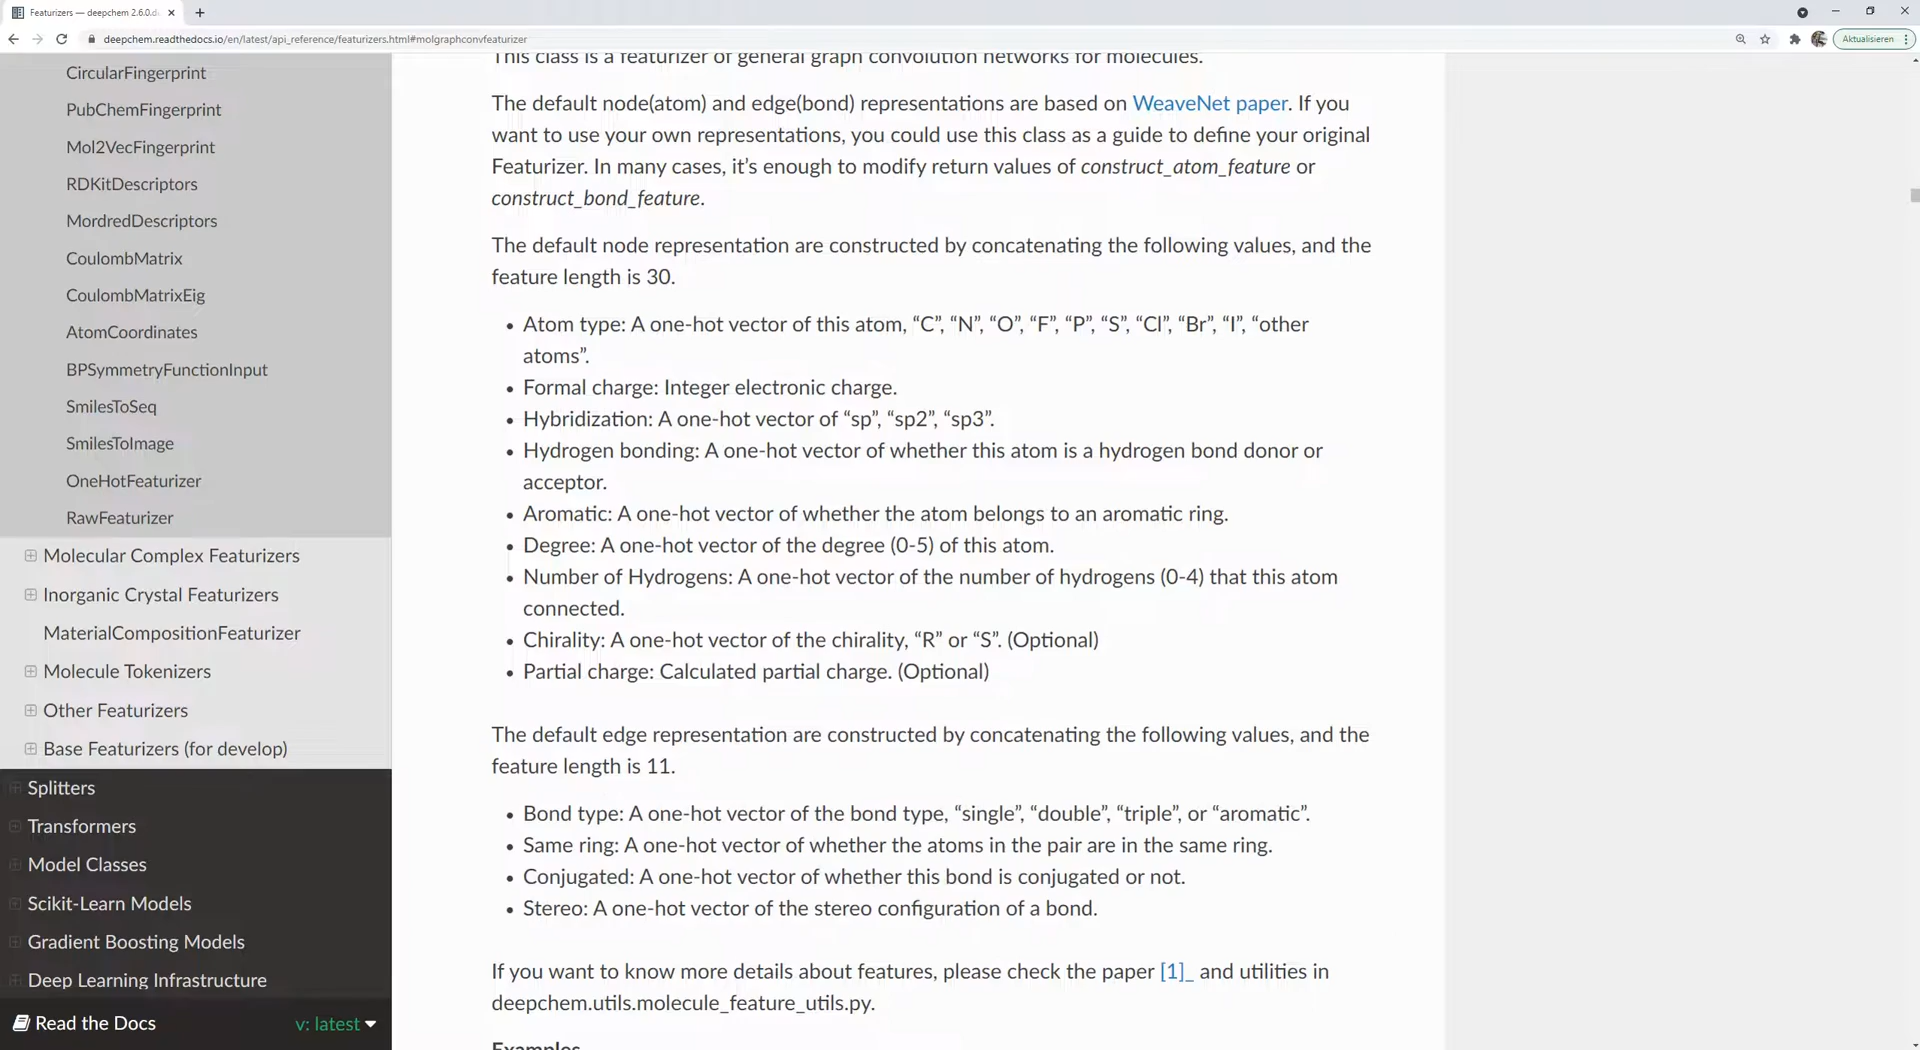 Featurizers — deepchem 2.6.0.d
deepchem.readthedocs.io/en/latest/api_reference/featurizers.html#molgraphconvfeaturizer
Aktualisieren
CircularFingerprint
PubChemFingerprint
Mol2VecFingerprint
RDKitDescriptors
MordredDescriptors
CoulombMatrix
CoulombMatrixEig
AtomCoordinates
BPSymmetryFunctionInput
SmilesToSeq
SmilesToImage
OneHotFeaturizer
RawFeaturizer
Molecular Complex Featurizers
Inorganic Crystal Featurizers
MaterialCompositionFeaturizer
Molecule Tokenizers
Other Featurizers
Base Featurizers (for develop)
Splitters
Transformers
Model Classes
Scikit-Learn Models
Gradient Boosting Models
Deep Learning Infrastructure
Read the Docs
v: latest
This class is a featurizer of general graph convolution networks for molecules.
The default node(atom) and edge(bond) representations are based on WeaveNet paper. If you
want to use your own representations, you could use this class as a guide to define your original
Featurizer. In many cases, it’s enough to modify return values of construct_atom_feature or
construct_bond_feature.
The default node representation are constructed by concatenating the following values, and the
feature length is 30.
• Atom type: A one-hot vector of this atom, “C”, “N”, “O”, “F”, “P”, “S”, “Cl”, “Br”, “I”, “other
atoms”.
• Formal charge: Integer electronic charge.
• Hybridization: A one-hot vector of “sp”, “sp2”, “sp3”.
• Hydrogen bonding: A one-hot vector of whether this atom is a hydrogen bond donor or
acceptor.
• Aromatic: A one-hot vector of whether the atom belongs to an aromatic ring.
• Degree: A one-hot vector of the degree (0-5) of this atom.
• Number of Hydrogens: A one-hot vector of the number of hydrogens (0-4) that this atom
connected.
• Chirality: A one-hot vector of the chirality, “R” or “S”. (Optional)
• Partial charge: Calculated partial charge. (Optional)
The default edge representation are constructed by concatenating the following values, and the
feature length is 11.
• Bond type: A one-hot vector of the bond type, “single”, “double”, “triple”, or “aromatic”.
• Same ring: A one-hot vector of whether the atoms in the pair are in the same ring.
• Conjugated: A one-hot vector of whether this bond is conjugated or not.
• Stereo: A one-hot vector of the stereo configuration of a bond.
If you want to know more details about features, please check the paper [1]_ and utilities in
deepchem.utils.molecule_feature_utils.py.
Examples